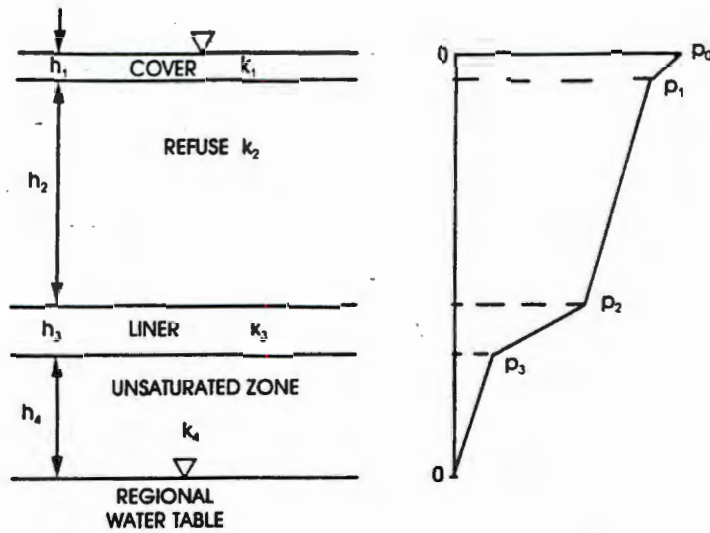 h₁ COVER k₁
REFUSE k₂
h₂
h₃ LINER k₃
UNSATURATED ZONE
h₄
k₄
REGIONAL
WATER TABLE
0 p₀
p₁
p₂
p₃
0